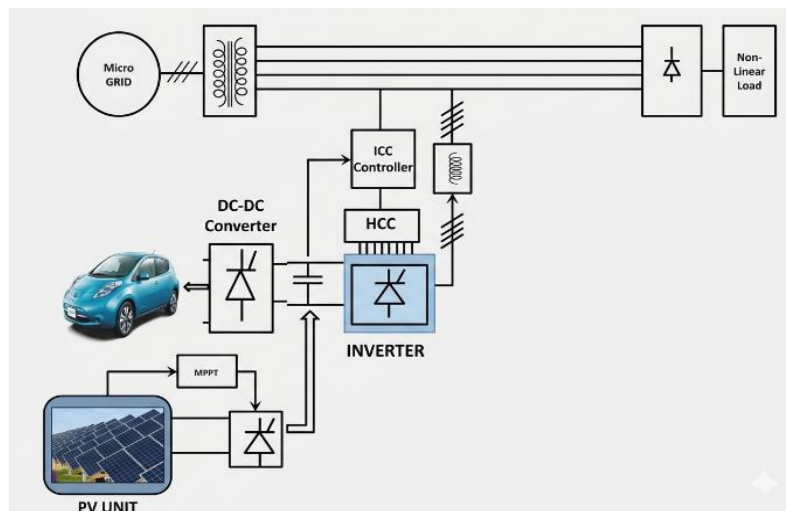 Micro
GRID
Non-
Linear
Load
ICC
Controller
HCC
DC-DC
Converter
INVERTER
MPPT
PV UNIT